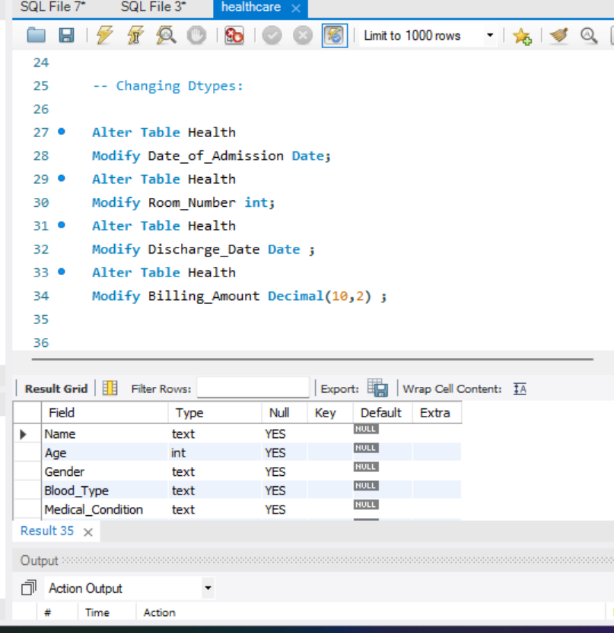 SQL File 7* SQL File 3* healthcare ×
Limit to 1000 rows
24
25 -- Changing Dtypes:
26
27 Alter Table Health
28 Modify Date_of_Admission Date;
29 Alter Table Health
30 Modify Room_Number int;
31 Alter Table Health
32 Modify Discharge_Date Date ;
33 Alter Table Health
34 Modify Billing_Amount Decimal(10,2) ;
35
36
Result Grid Filter Rows: Export: Wrap Cell Content:
Field Type Null Key Default Extra
Name text YES NULL
Age int YES NULL
Gender text YES NULL
Blood_Type text YES NULL
Medical_Condition text YES NULL
Result 35 ×
Output
Action Output
# Time Action